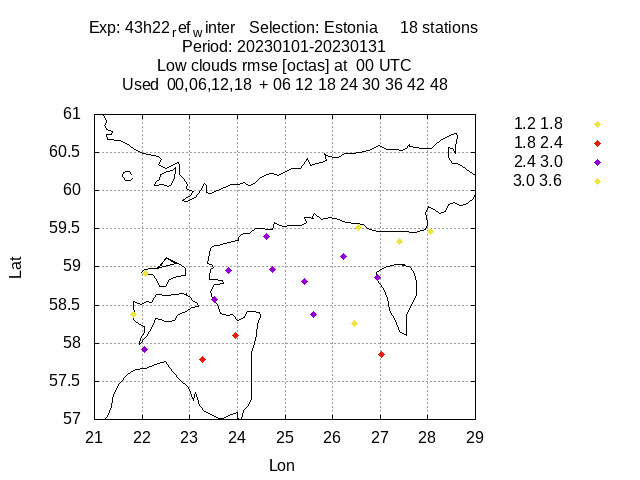 Exp: 43h22refwinter Selection: Estonia 18 stations
Period: 20230101-20230131
Low clouds rmse [octas] at 00 UTC
Used 00,06,12,18 + 06 12 18 24 30 36 42 48
61
60.5
60
59.5
59
58.5
58
57.5
57
21 22 23 24 25 26 27 28 29
Lat
Lon
1.2 1.8
1.8 2.4
2.4 3.0
3.0 3.6